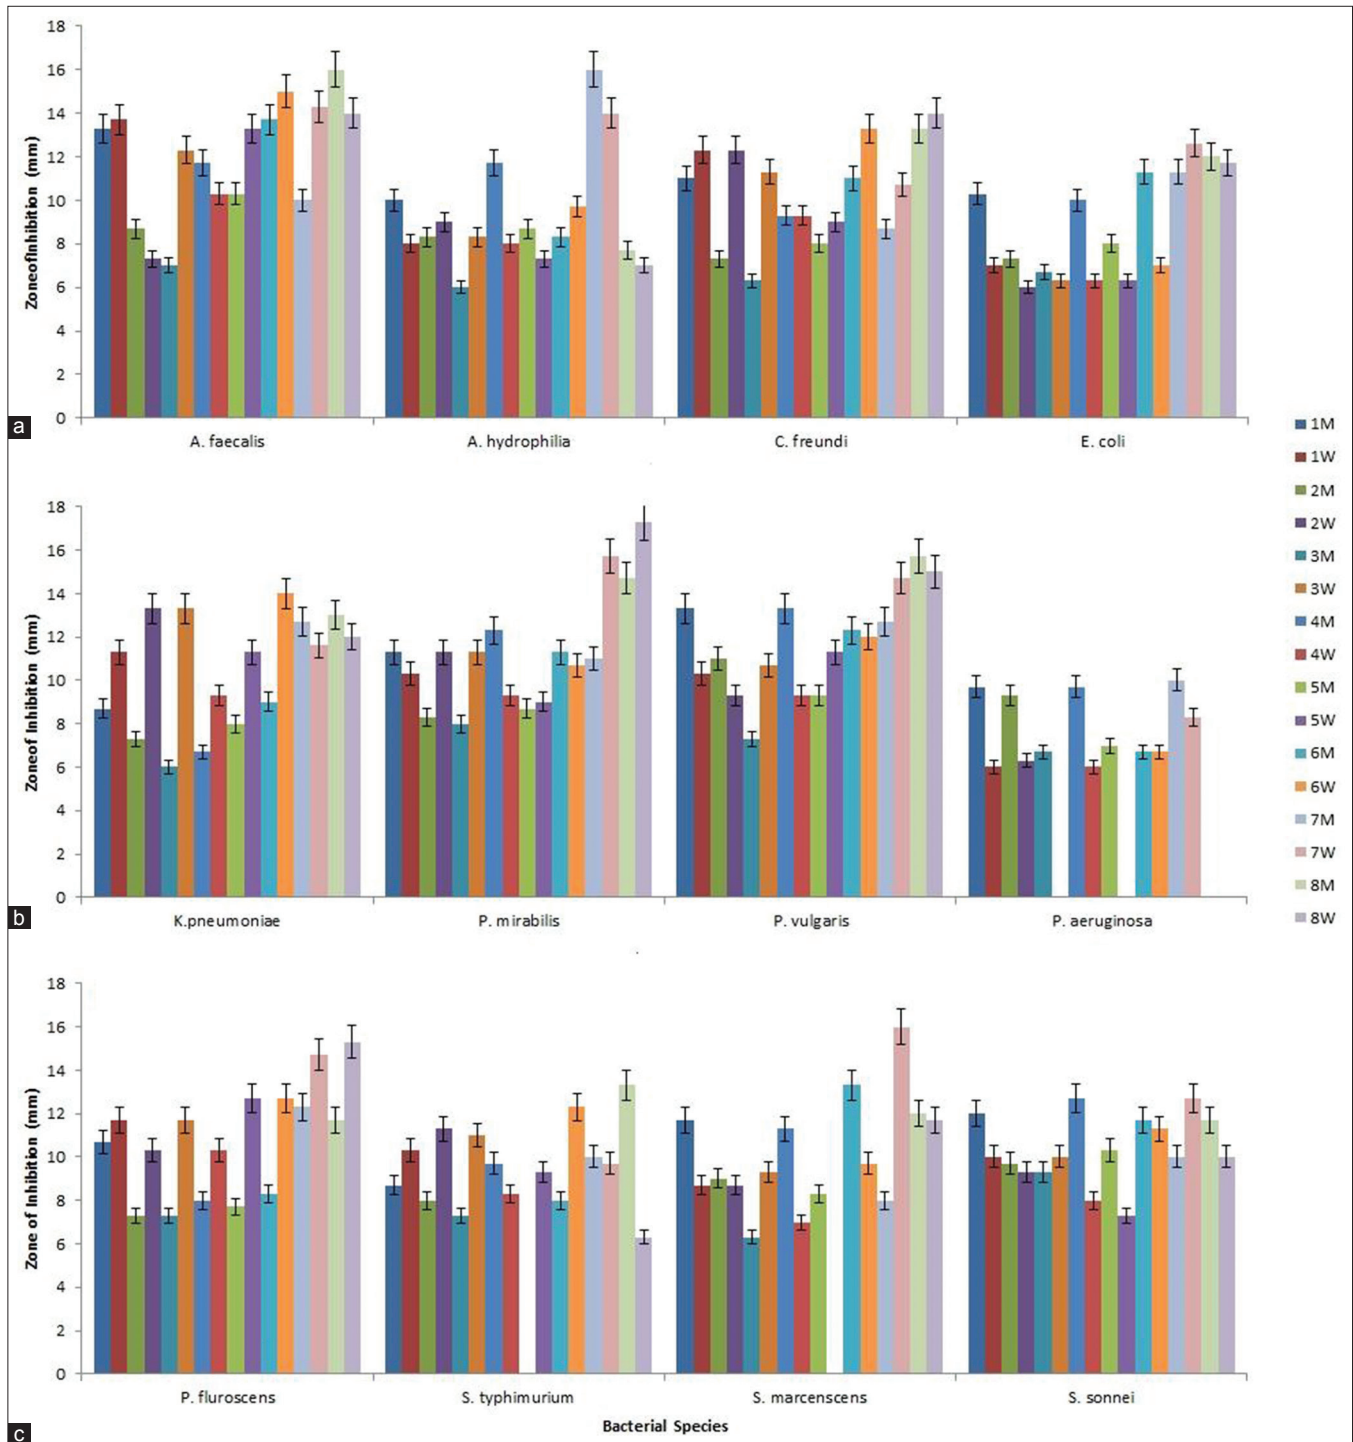 18
16
14
12
10
8
6
4
2
0
ZoneofInhibition (mm)
A. faecalis
A. hydrophilia
C. freundi
E. coli
a
18
16
14
12
10
8
6
4
2
0
Zoneof Inhibition (mm)
K.pneumoniae
P. mirabilis
P. vulgaris
P. aeruginosa
b
18
16
14
12
10
8
6
4
2
0
Zone of Inhibition (mm)
P. fluroscens
S. typhimurium
S. marcenscens
S. sonnei
Bacterial Species
c
1M
1W
2M
2W
3M
3W
4M
4W
5M
5W
6M
6W
7M
7W
8M
8W